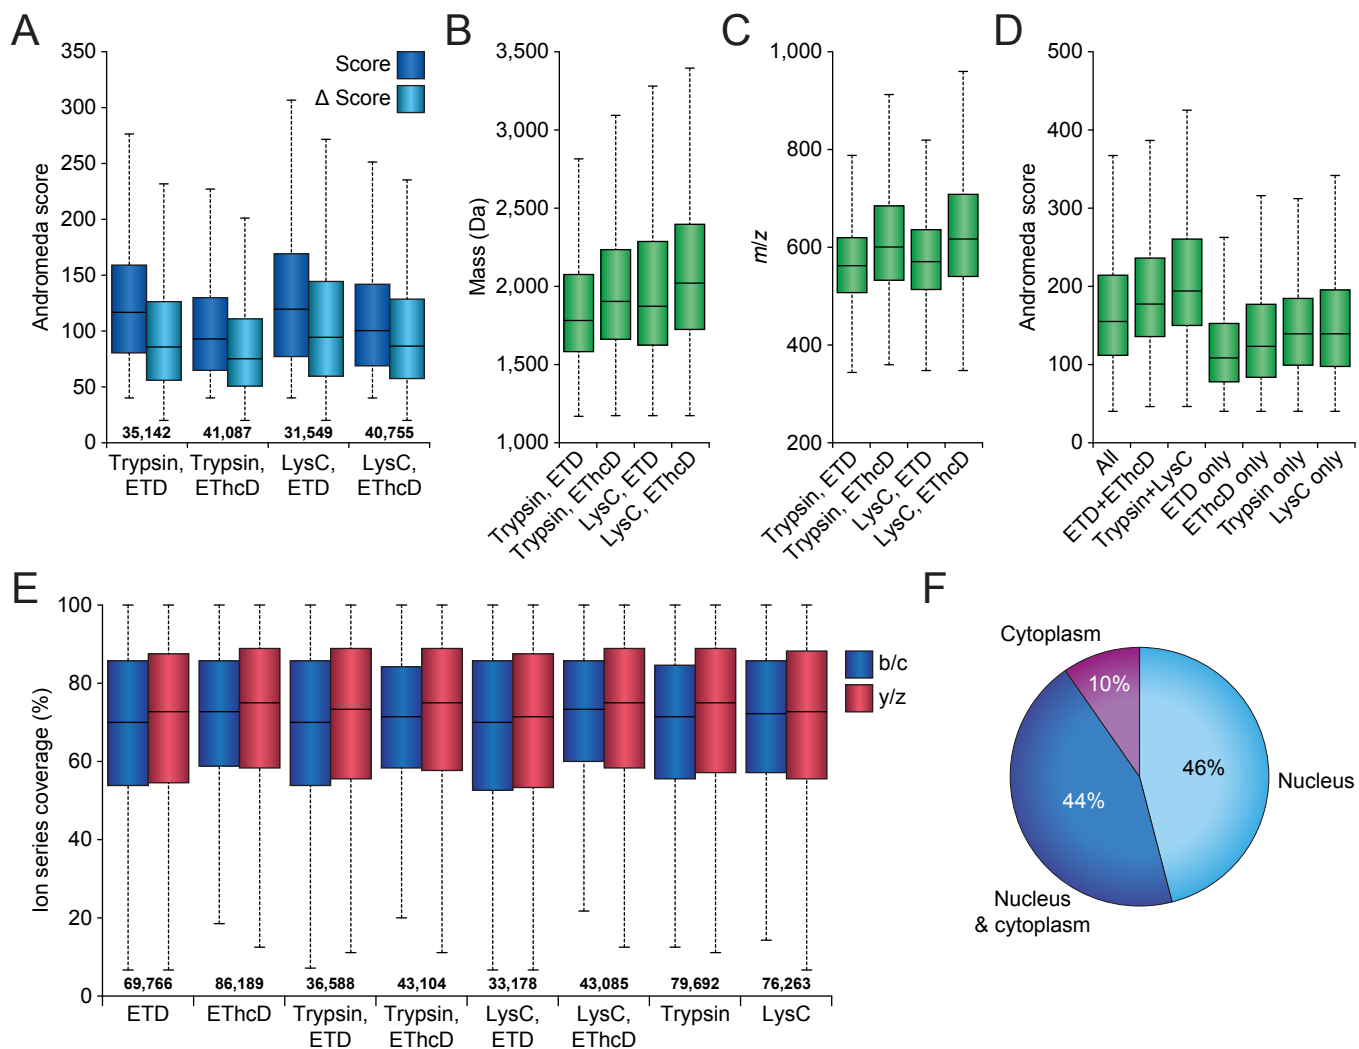 A
350
300
250
200
150
100
50
0
Andromeda score
Score
Δ Score
35,142
41,087
31,549
40,755
Trypsin,
ETD
Trypsin,
EThcD
LysC,
ETD
LysC,
EThcD
B
3,500
3,000
2,500
2,000
1,500
1,000
Mass (Da)
Trypsin, ETD
Trypsin, EThcD
LysC, ETD
LysC, EThcD
C
1,000
800
600
400
200
m/z
Trypsin, ETD
Trypsin, EThcD
LysC, ETD
LysC, EThcD
D
500
400
300
200
100
0
Andromeda score
All
ETD+EThcD
Trypsin+LysC
ETD only
EThcD only
Trypsin only
LysC only
E
100
80
60
40
20
0
Ion series coverage (%)
b/c
y/z
69,766
86,189
36,588
43,104
33,178
43,085
79,692
76,263
ETD
EThcD
Trypsin,
ETD
Trypsin,
EThcD
LysC,
ETD
LysC,
EThcD
Trypsin
LysC
F
Cytoplasm
10%
46%
Nucleus
44%
Nucleus
& cytoplasm